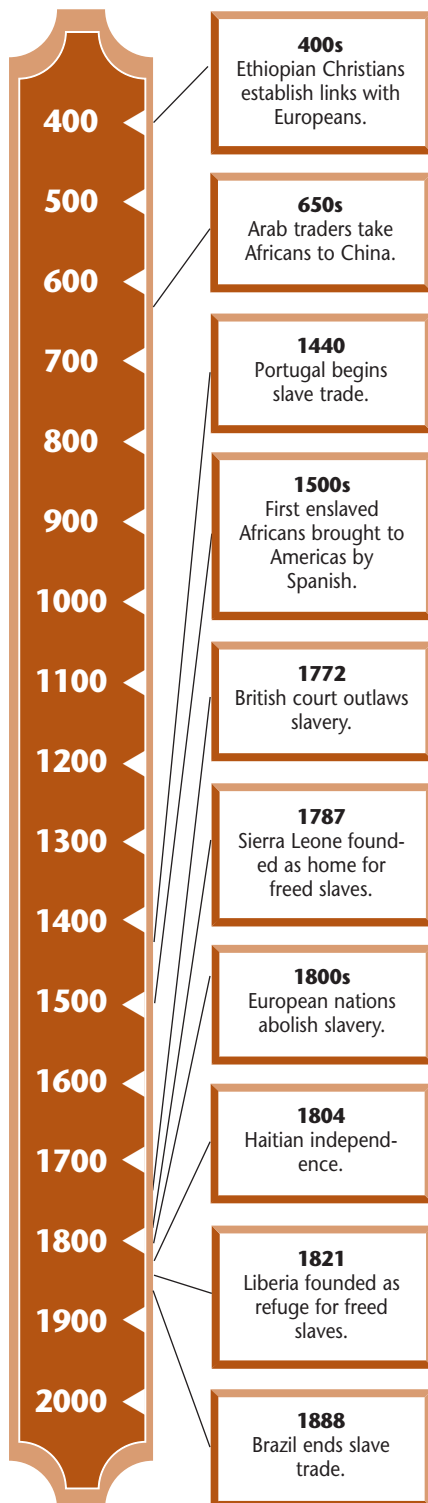 400
500
600
700
800
900
1000
1100
1200
1300
1400
1500
1600
1700
1800
1900
2000
400s
Ethiopian Christians
establish links with
Europeans.
650s
Arab traders take
Africans to China.
1440
Portugal begins
slave trade.
1500s
First enslaved
Africans brought to
Americas by
Spanish.
1772
British court outlaws
slavery.
1787
Sierra Leone found-
ed as home for
freed slaves.
1800s
European nations
abolish slavery.
1804
Haitian independ-
ence.
1821
Liberia founded as
refuge for freed
slaves.
1888
Brazil ends slave
trade.